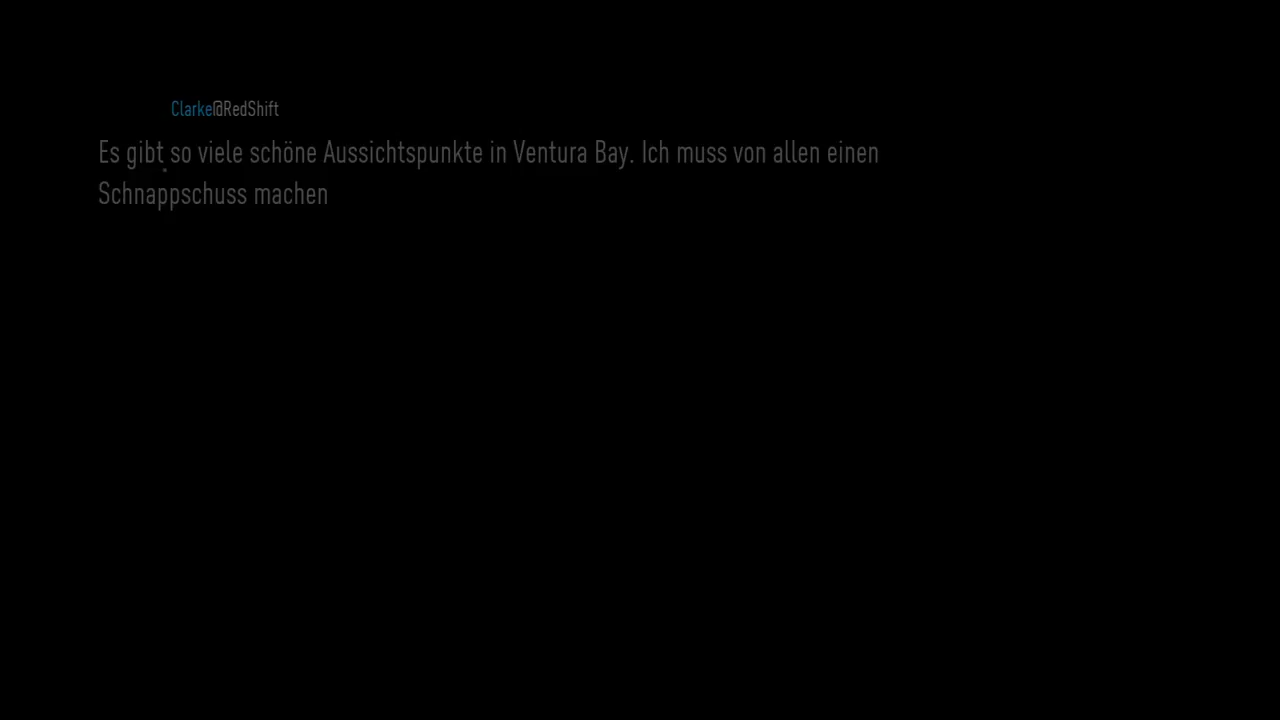 Clarke@RedShift
Es gibt so viele schöne Aussichtspunkte in Ventura Bay. Ich muss von allen einen
Schnappschuss machen